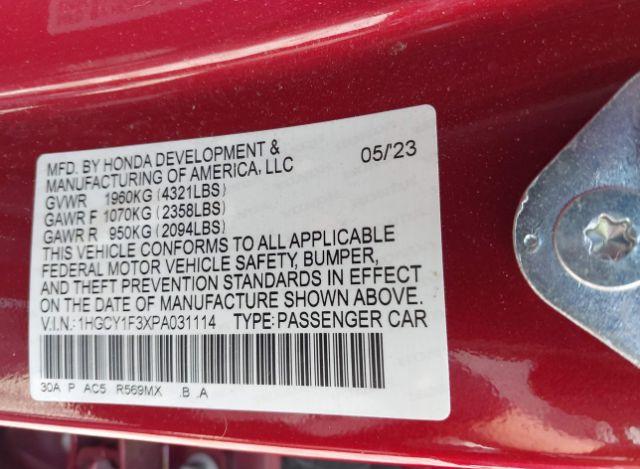 MFD. BY HONDA DEVELOPMENT & 05/'23
MANUFACTURING OF AMERICA, LLC
GVWR 1960KG (4321LBS)
GAWR F 1070KG (2358LBS)
GAWR R 950KG (2094LBS)
THIS VEHICLE CONFORMS TO ALL APPLICABLE
FEDERAL MOTOR VEHICLE SAFETY, BUMPER,
AND THEFT PREVENTION STANDARDS IN EFFECT
ON THE DATE OF MANUFACTURE SHOWN ABOVE.
V.I.N.: 1HGCY1F3XPA031114 TYPE: PASSENGER CAR
30A P AC5 R569MX .B .A